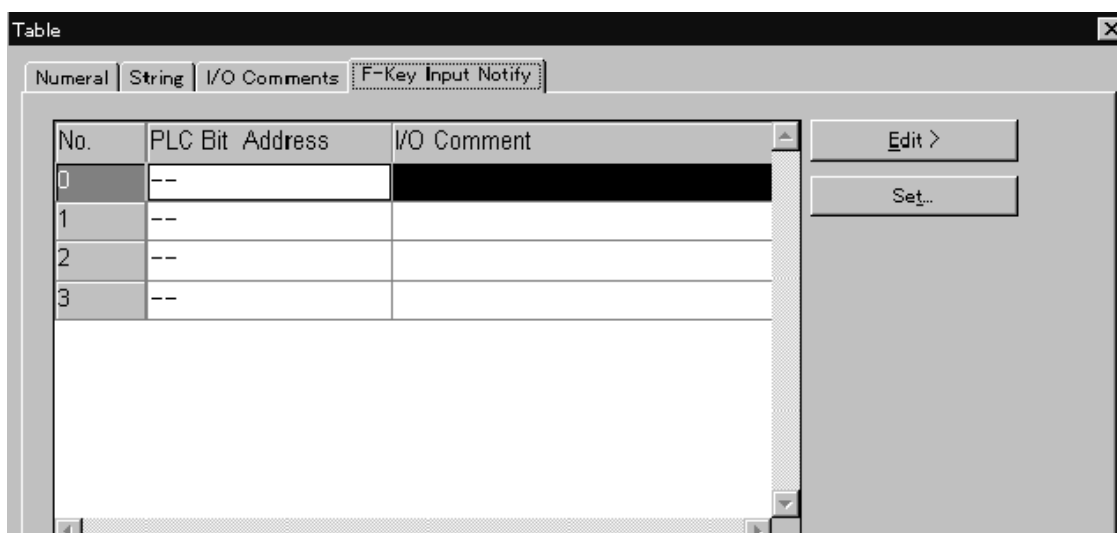 Table
Numeral String I/O Comments F-Key Input Notify
No. PLC Bit Address I/O Comment Edit >
0 -- Set...
1 --
2 --
3 --